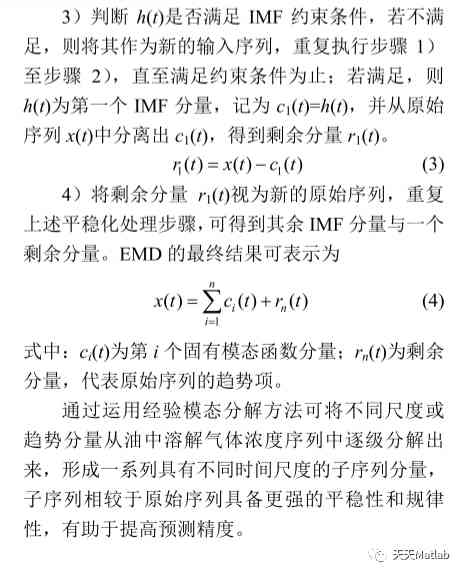 3）判断 h(t)是否满足 IMF 约束条件，若不满
足，则将其作为新的输入序列，重复执行步骤 1）
至步骤 2），直至满足约束条件为止；若满足，则
h(t)为第一个 IMF 分量，记为 c₁(t)=h(t)，并从原始
序列 x(t)中分离出 c₁(t)，得到剩余分量 r₁(t)。
r₁(t) = x(t) − c₁(t) (3)
4）将剩余分量 r₁(t)视为新的原始序列，重复
上述平稳化处理步骤，可得到其余 IMF 分量与一个
剩余分量。EMD 的最终结果可表示为
x(t) = ∑ᵢ₌₁ⁿ cᵢ(t) + rₙ(t) (4)
式中：cᵢ(t)为第 i 个固有模态函数分量；rₙ(t)为剩余
分量，代表原始序列的趋势项。
通过运用经验模态分解方法可将不同尺度或
趋势分量从油中溶解气体浓度序列中逐级分解出
来，形成一系列具有不同时间尺度的子序列分量，
子序列相较于原始序列具备更强的平稳性和规律
性，有助于提高预测精度。
天天Matlab